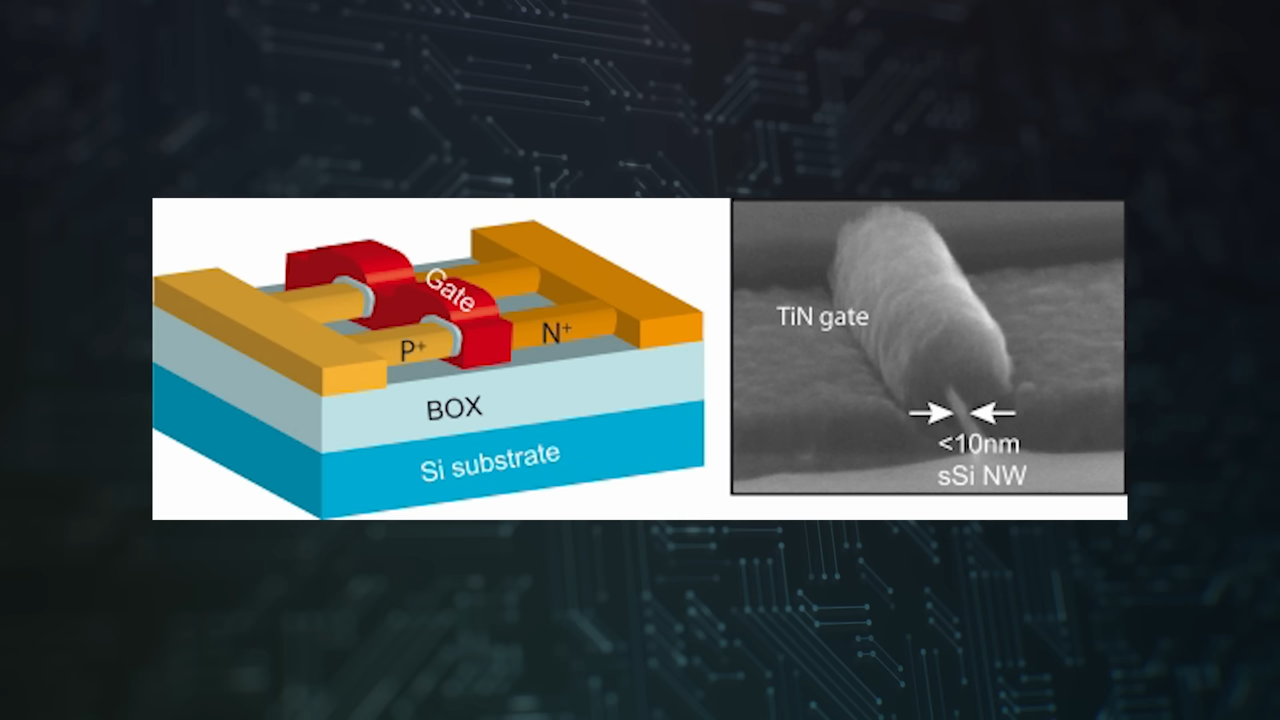 Gate
P⁺
N⁺
BOX
Si substrate
TiN gate
<10nm
sSi NW